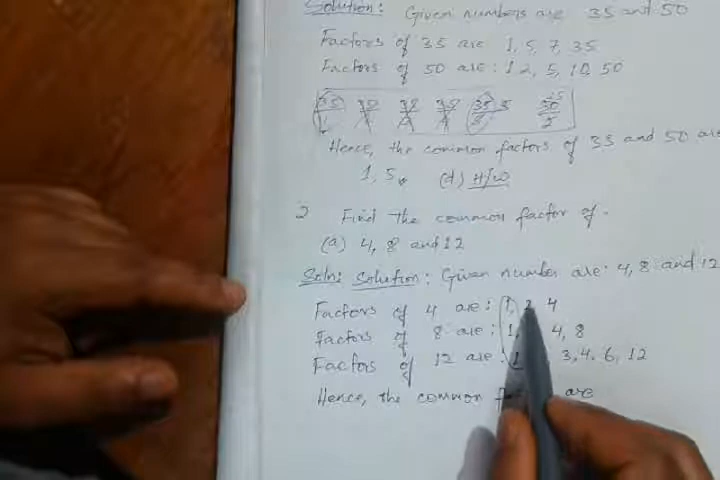 Solution: Given numbers are 35 and 50
Factors of 35 are 1, 5, 7, 35
Factors of 50 are: 1 2, 5, 10, 50
Hence, the common factors of 35 and 50 are
1, 5, (d) H/W
2 Find the common factor of.
(a) 4, 8 and 12
Soln: Solution: Given number are: 4, 8 and 12
Factors of 4 are: 1, 2, 4
Factors of 8 are: 1, 4, 8
Factors of 12 are: 1 3, 4, 6, 12
Hence, the common are